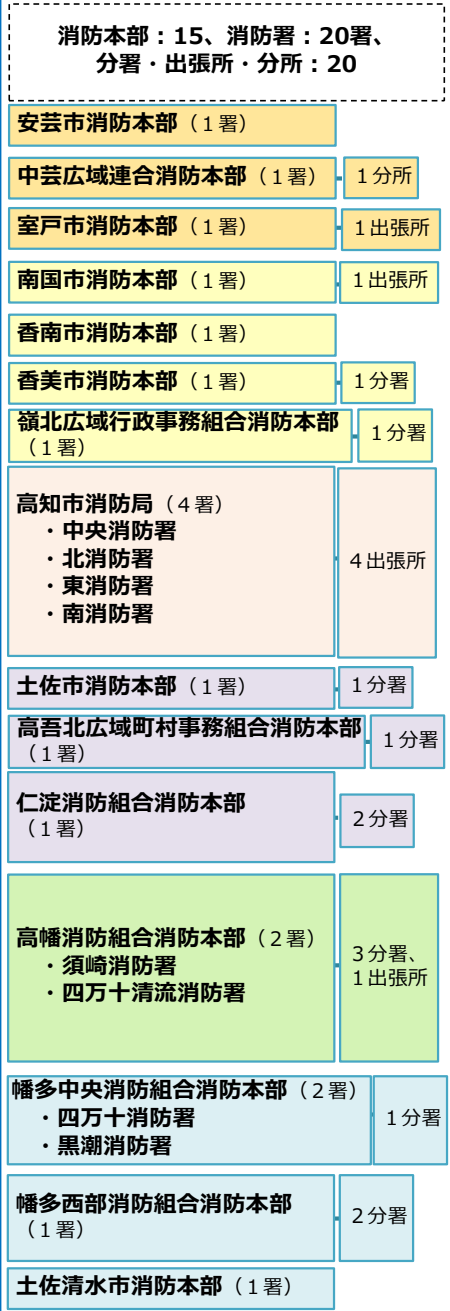 消防本部：15、消防署：20署、
分署・出張所・分所：20
安芸市消防本部（１署）
中芸広域連合消防本部（１署）
１分所
室戸市消防本部（１署）
１出張所
南国市消防本部（１署）
１出張所
香南市消防本部（１署）
香美市消防本部（１署）
１分署
嶺北広域行政事務組合消防本部
（１署）
１分署
高知市消防局（４署）
・中央消防署
・北消防署
・東消防署
・南消防署
４出張所
土佐市消防本部（１署）
１分署
高吾北広域町村事務組合消防本部
（１署）
１分署
仁淀消防組合消防本部
（１署）
２分署
高幡消防組合消防本部（２署）
・須崎消防署
・四万十清流消防署
３分署、
１出張所
幡多中央消防組合消防本部（２署）
・四万十消防署
・黒潮消防署
１分署
幡多西部消防組合消防本部
（１署）
２分署
土佐清水市消防本部（１署）